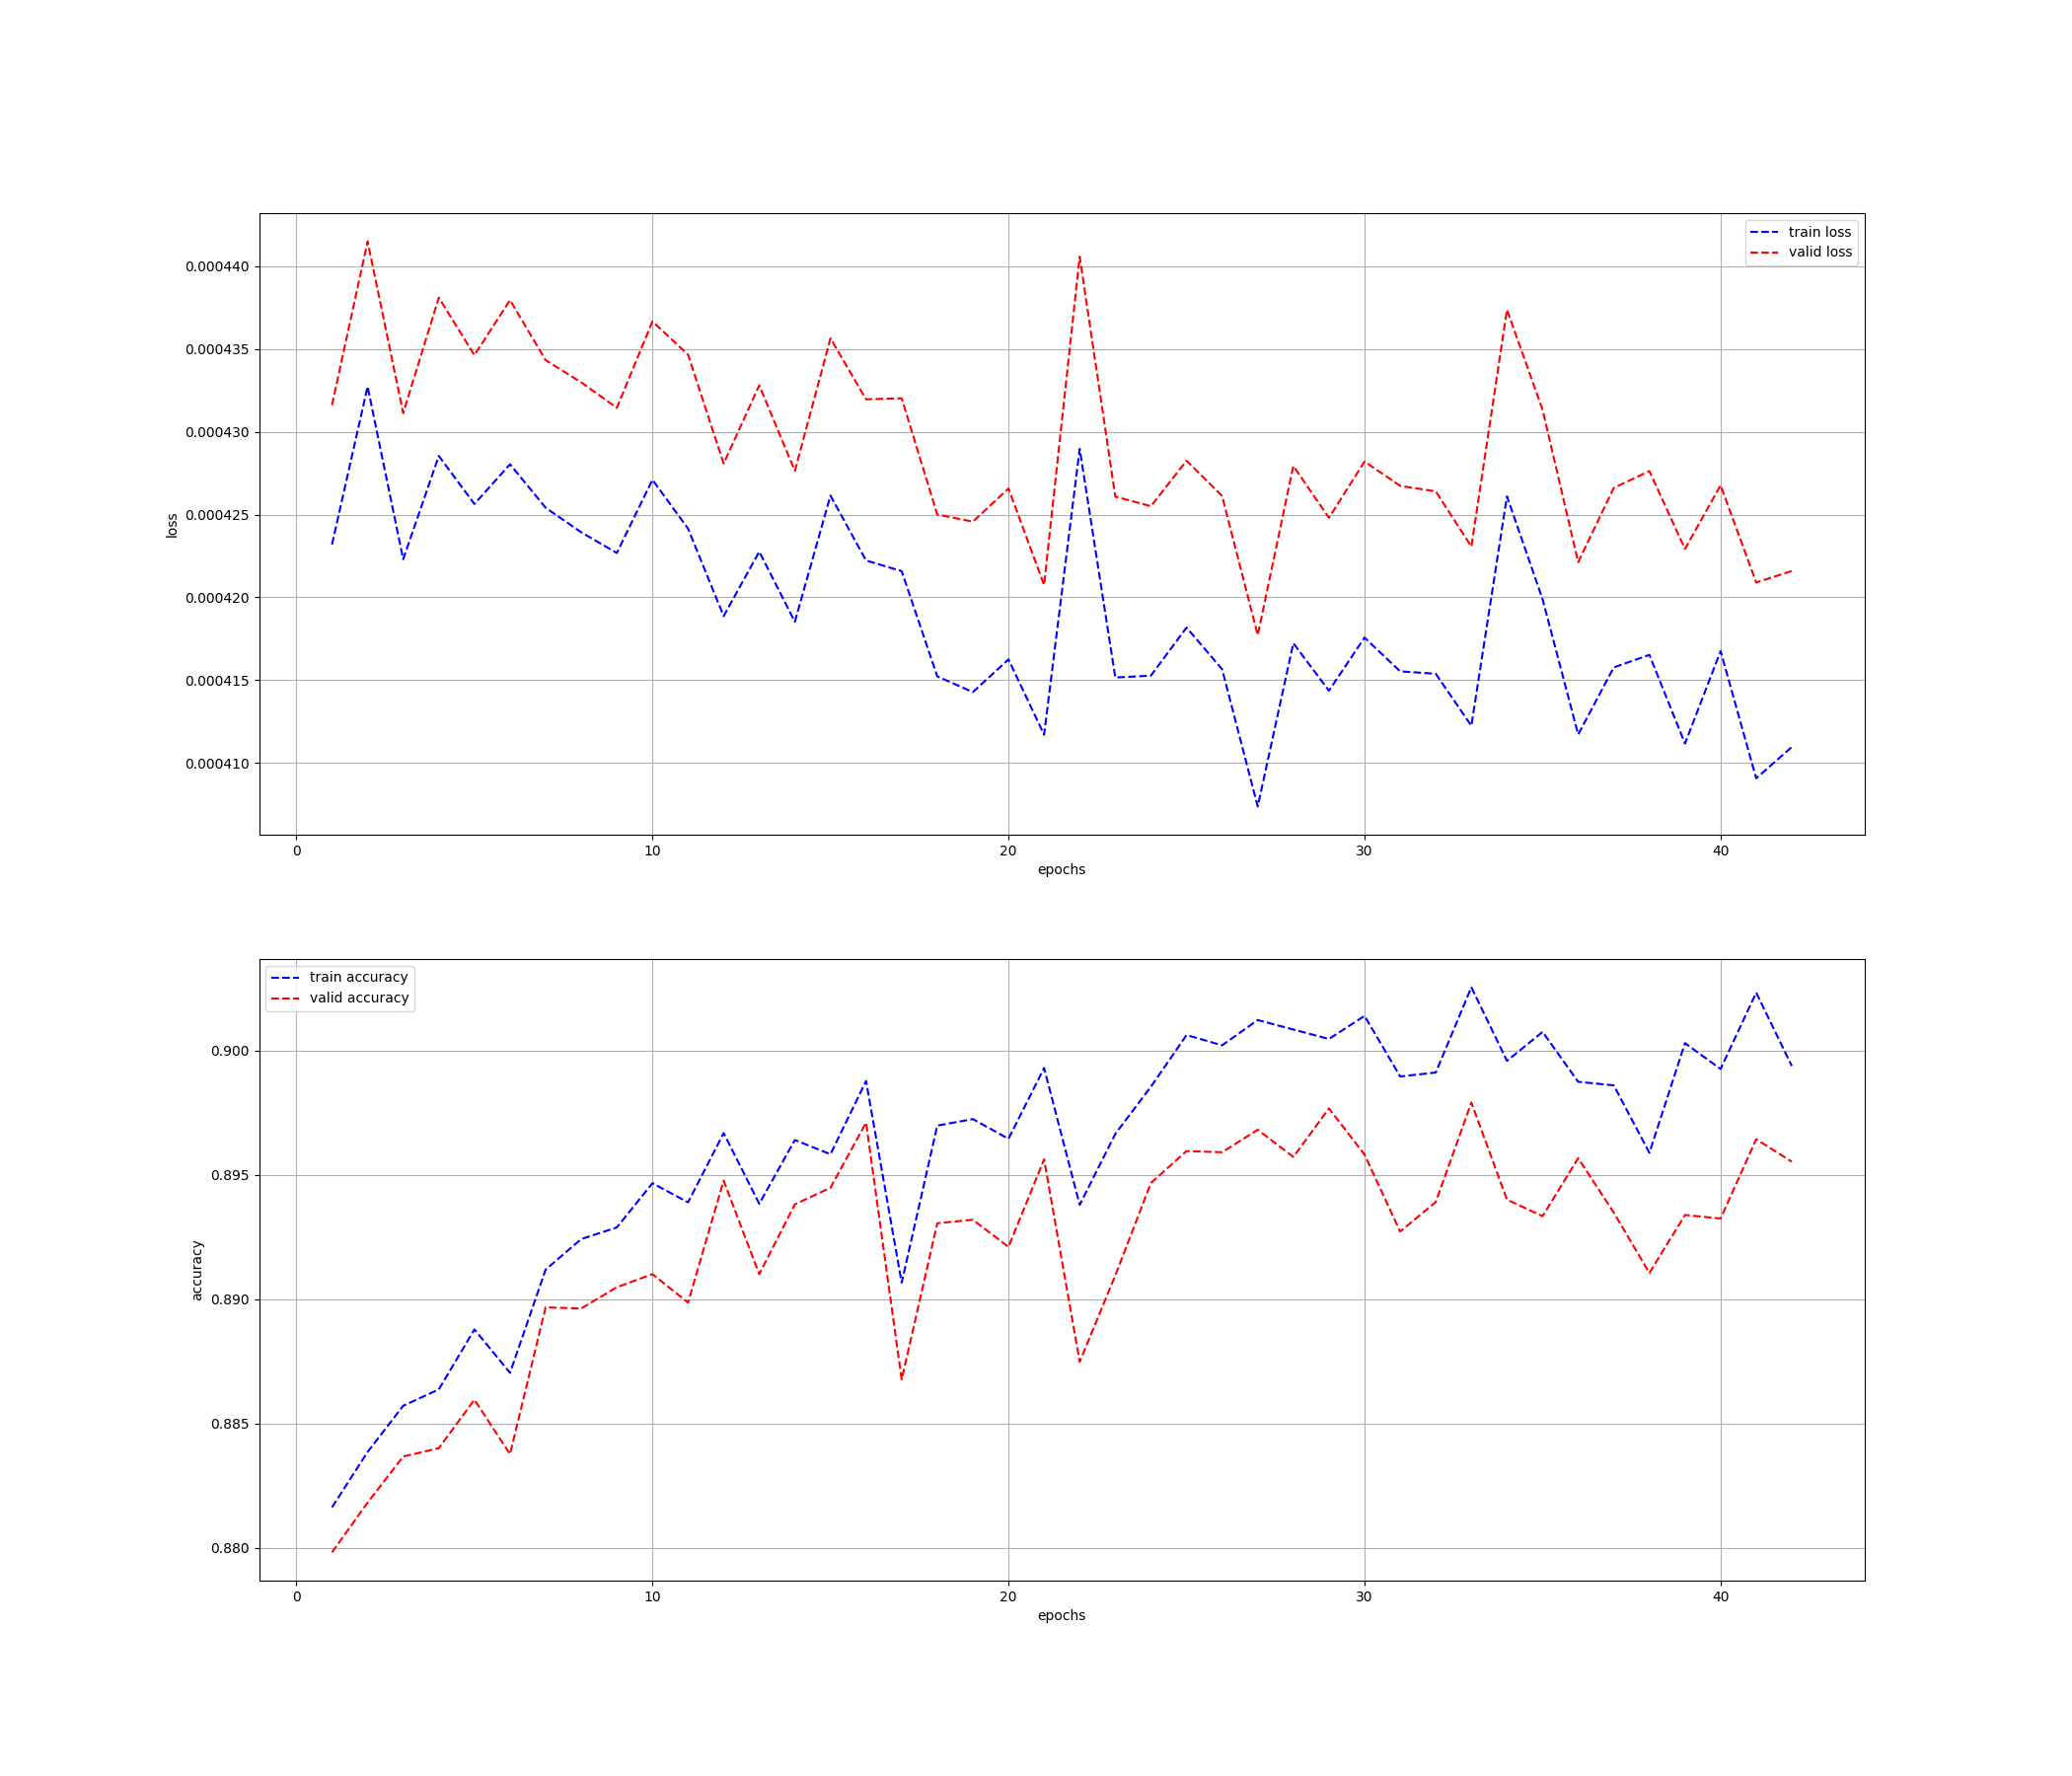 train loss
valid loss
0.000440
0.000435
0.000430
0.000425
0.000420
0.000415
0.000410
loss
0 10 20 30 40
epochs
train accuracy
valid accuracy
0.900
0.895
0.890
0.885
0.880
accuracy
0 10 20 30 40
epochs